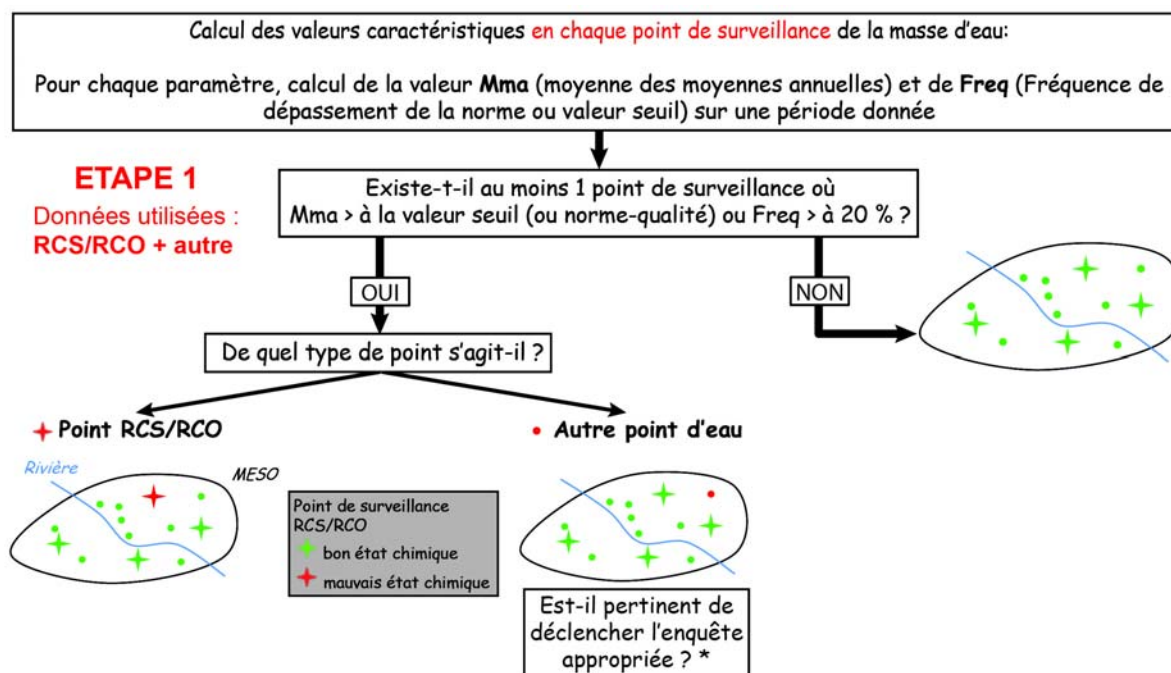 Calcul des valeurs caractéristiques en chaque point de surveillance de la masse d'eau:
Pour chaque paramètre, calcul de la valeur Mma (moyenne des moyennes annuelles) et de Freq (Fréquence de
dépassement de la norme ou valeur seuil) sur une période donnée
ETAPE 1
Données utilisées :
RCS/RCO + autre
Existe-t-il au moins 1 point de surveillance où
Mma > à la valeur seuil (ou norme-qualité) ou Freq > à 20 % ?
OUI
NON
De quel type de point s'agit-il ?
Point RCS/RCO
Autre point d'eau
Rivière
MESO
Point de surveillance
RCS/RCO
bon état chimique
mauvais état chimique
Est-il pertinent de
déclencher l'enquête
appropriée ? *